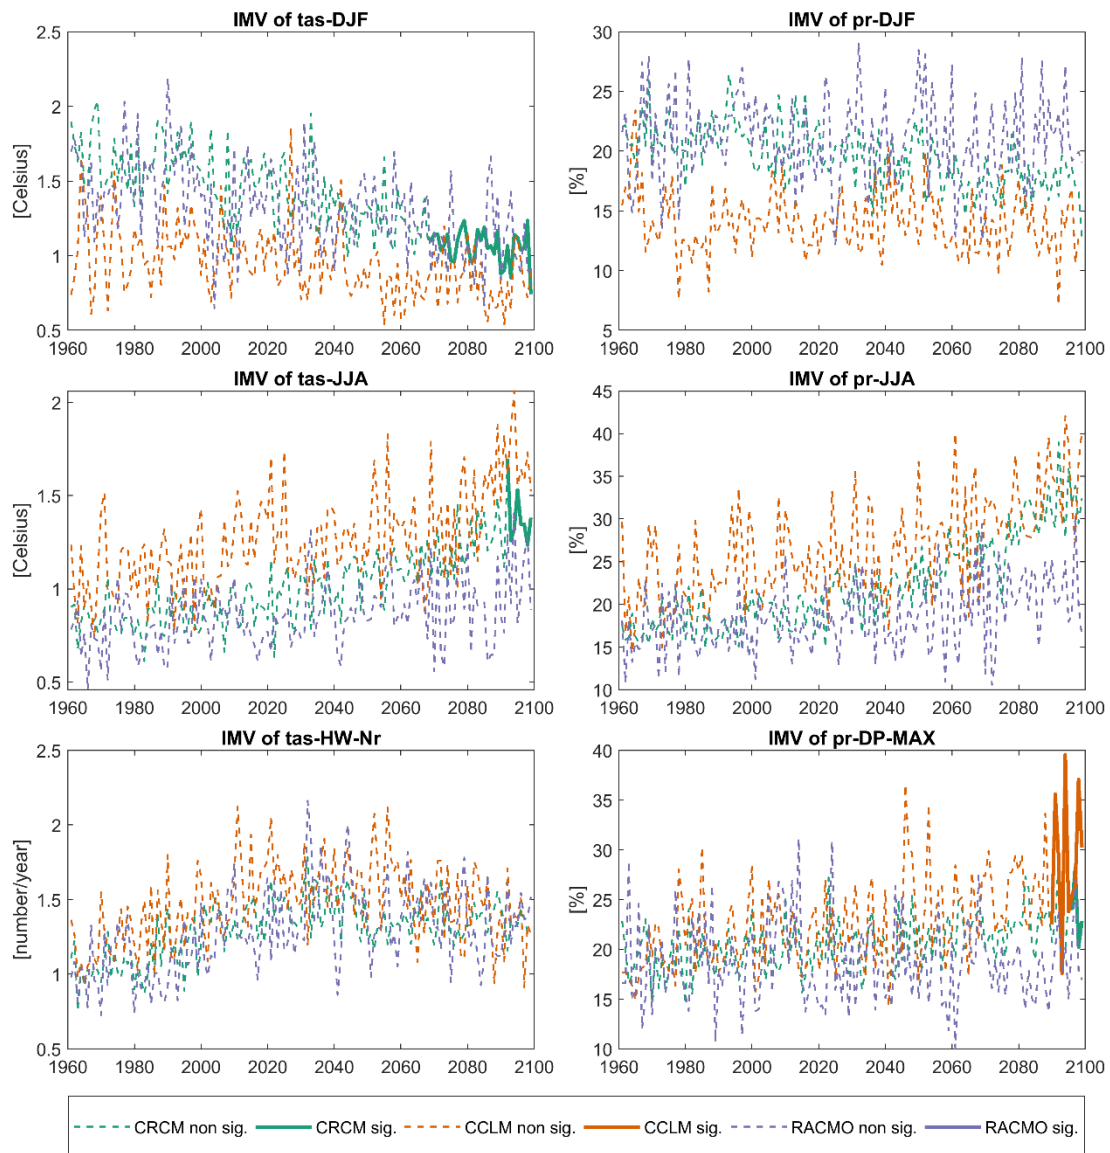 IMV of tas-DJF
2.5
2
1.5
1
0.5
[Celsius]
1960 1980 2000 2020 2040 2060 2080 2100
IMV of pr-DJF
30
25
20
15
10
5
[%]
1960 1980 2000 2020 2040 2060 2080 2100
IMV of tas-JJA
2
1.5
1
0.5
[Celsius]
1960 1980 2000 2020 2040 2060 2080 2100
IMV of pr-JJA
45
40
35
30
25
20
15
10
[%]
1960 1980 2000 2020 2040 2060 2080 2100
IMV of tas-HW-Nr
2.5
2
1.5
1
0.5
[number/year]
1960 1980 2000 2020 2040 2060 2080 2100
IMV of pr-DP-MAX
40
35
30
25
20
15
10
[%]
1960 1980 2000 2020 2040 2060 2080 2100
CRCM non sig. CRCM sig. CCLM non sig. CCLM sig. RACMO non sig. RACMO sig.